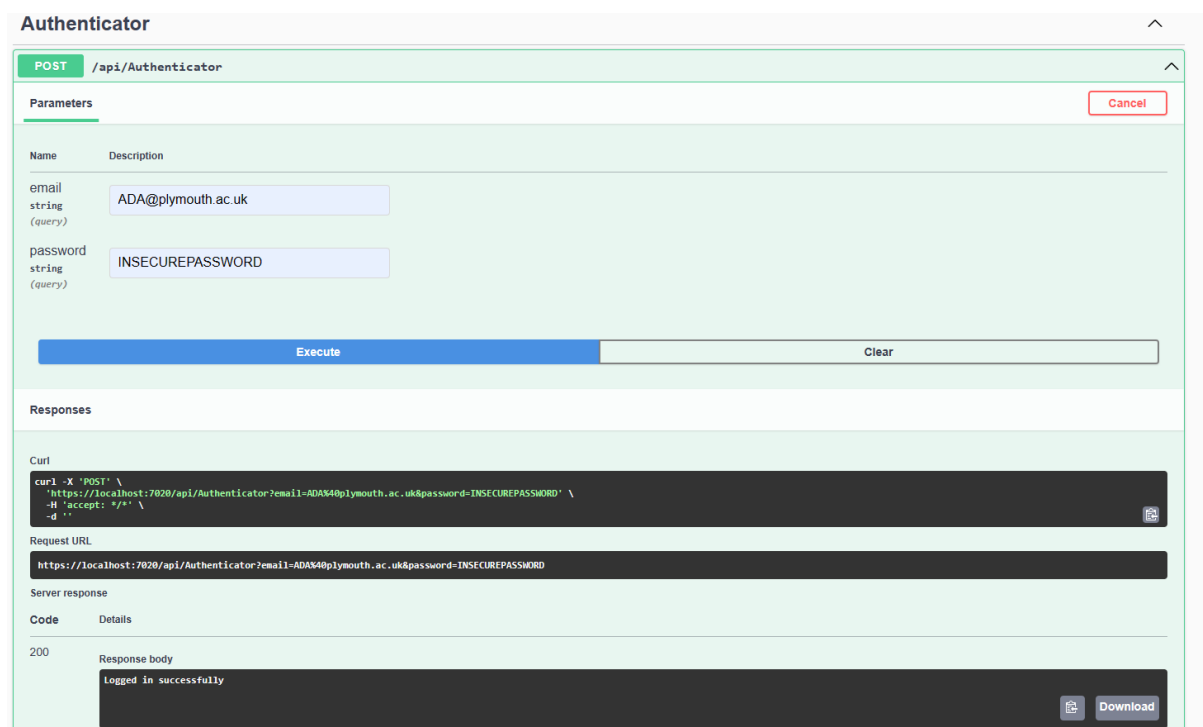 Authenticator
POST /api/Authenticator
Parameters
Cancel
Name Description
email
string
(query)
ADA@plymouth.ac.uk
password
string
(query)
INSECUREPASSWORD
Execute
Clear
Responses
Curl
curl -X 'POST' \
'https://localhost:7020/api/Authenticator?email=ADA%40plymouth.ac.uk&password=INSECUREPASSWORD' \
-H 'accept: */*' \
-d ''
Request URL
https://localhost:7020/api/Authenticator?email=ADA%40plymouth.ac.uk&password=INSECUREPASSWORD
Server response
Code Details
200
Response body
Logged in successfully
Download